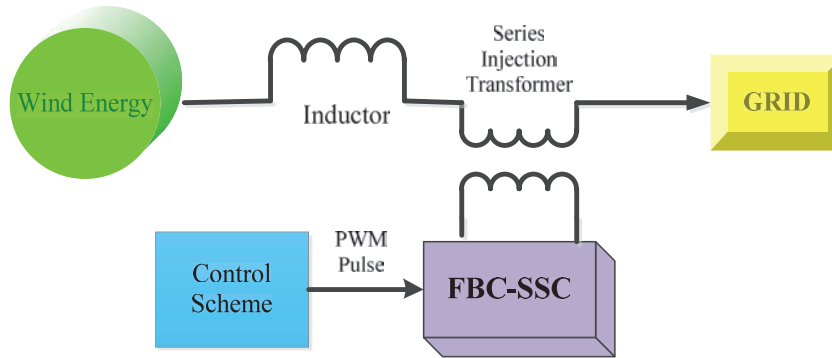 Wind Energy
Inductor
Series
Injection
Transformer
GRID
Control
Scheme
PWM
Pulse
FBC-SSC